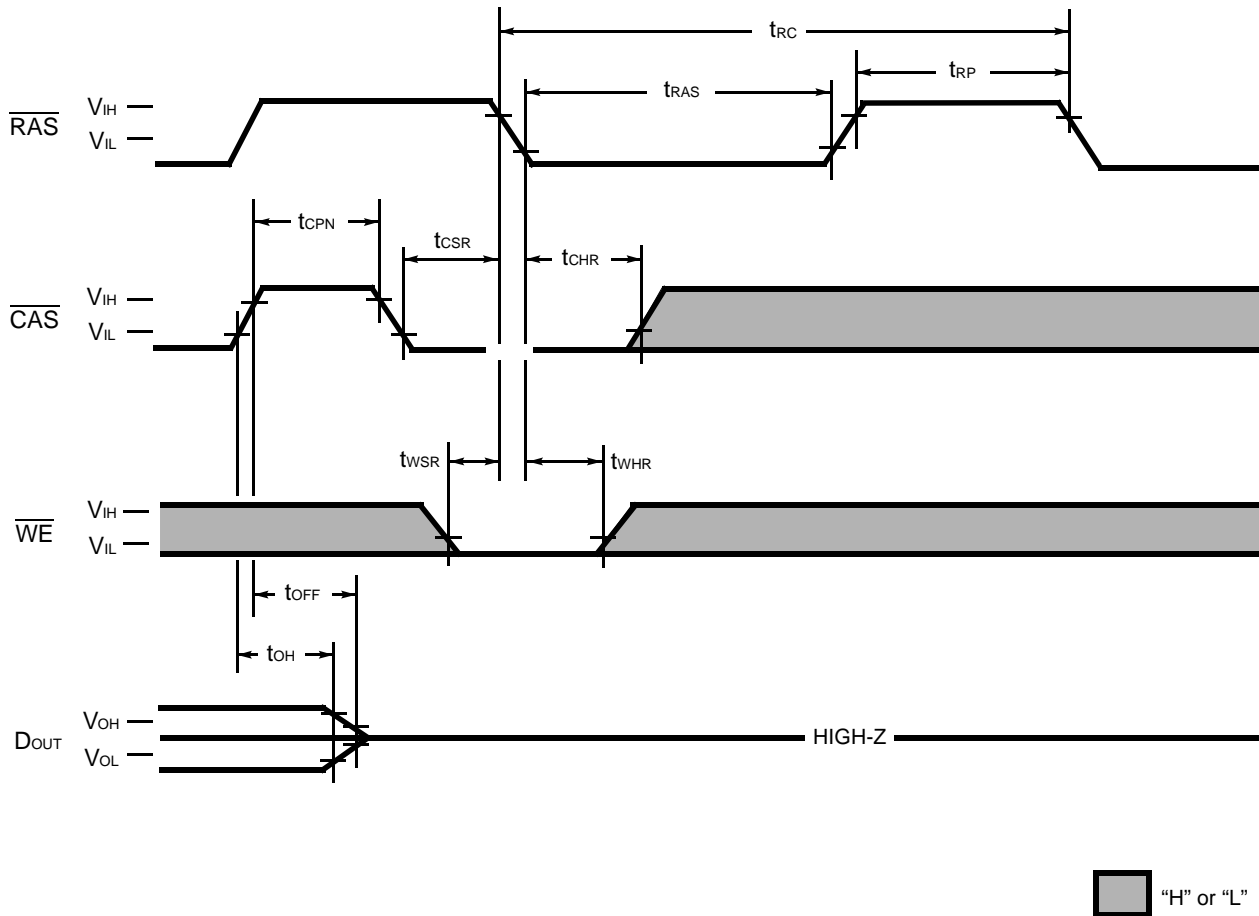 tRC
tRP
tRAS
RAS
VIH
VIL
tCPN
tCSR
tCHR
CAS
VIH
VIL
tWSR
tWHR
WE
VIH
VIL
tOFF
tOH
DOUT
VOH
VOL
HIGH-Z
“H” or “L”